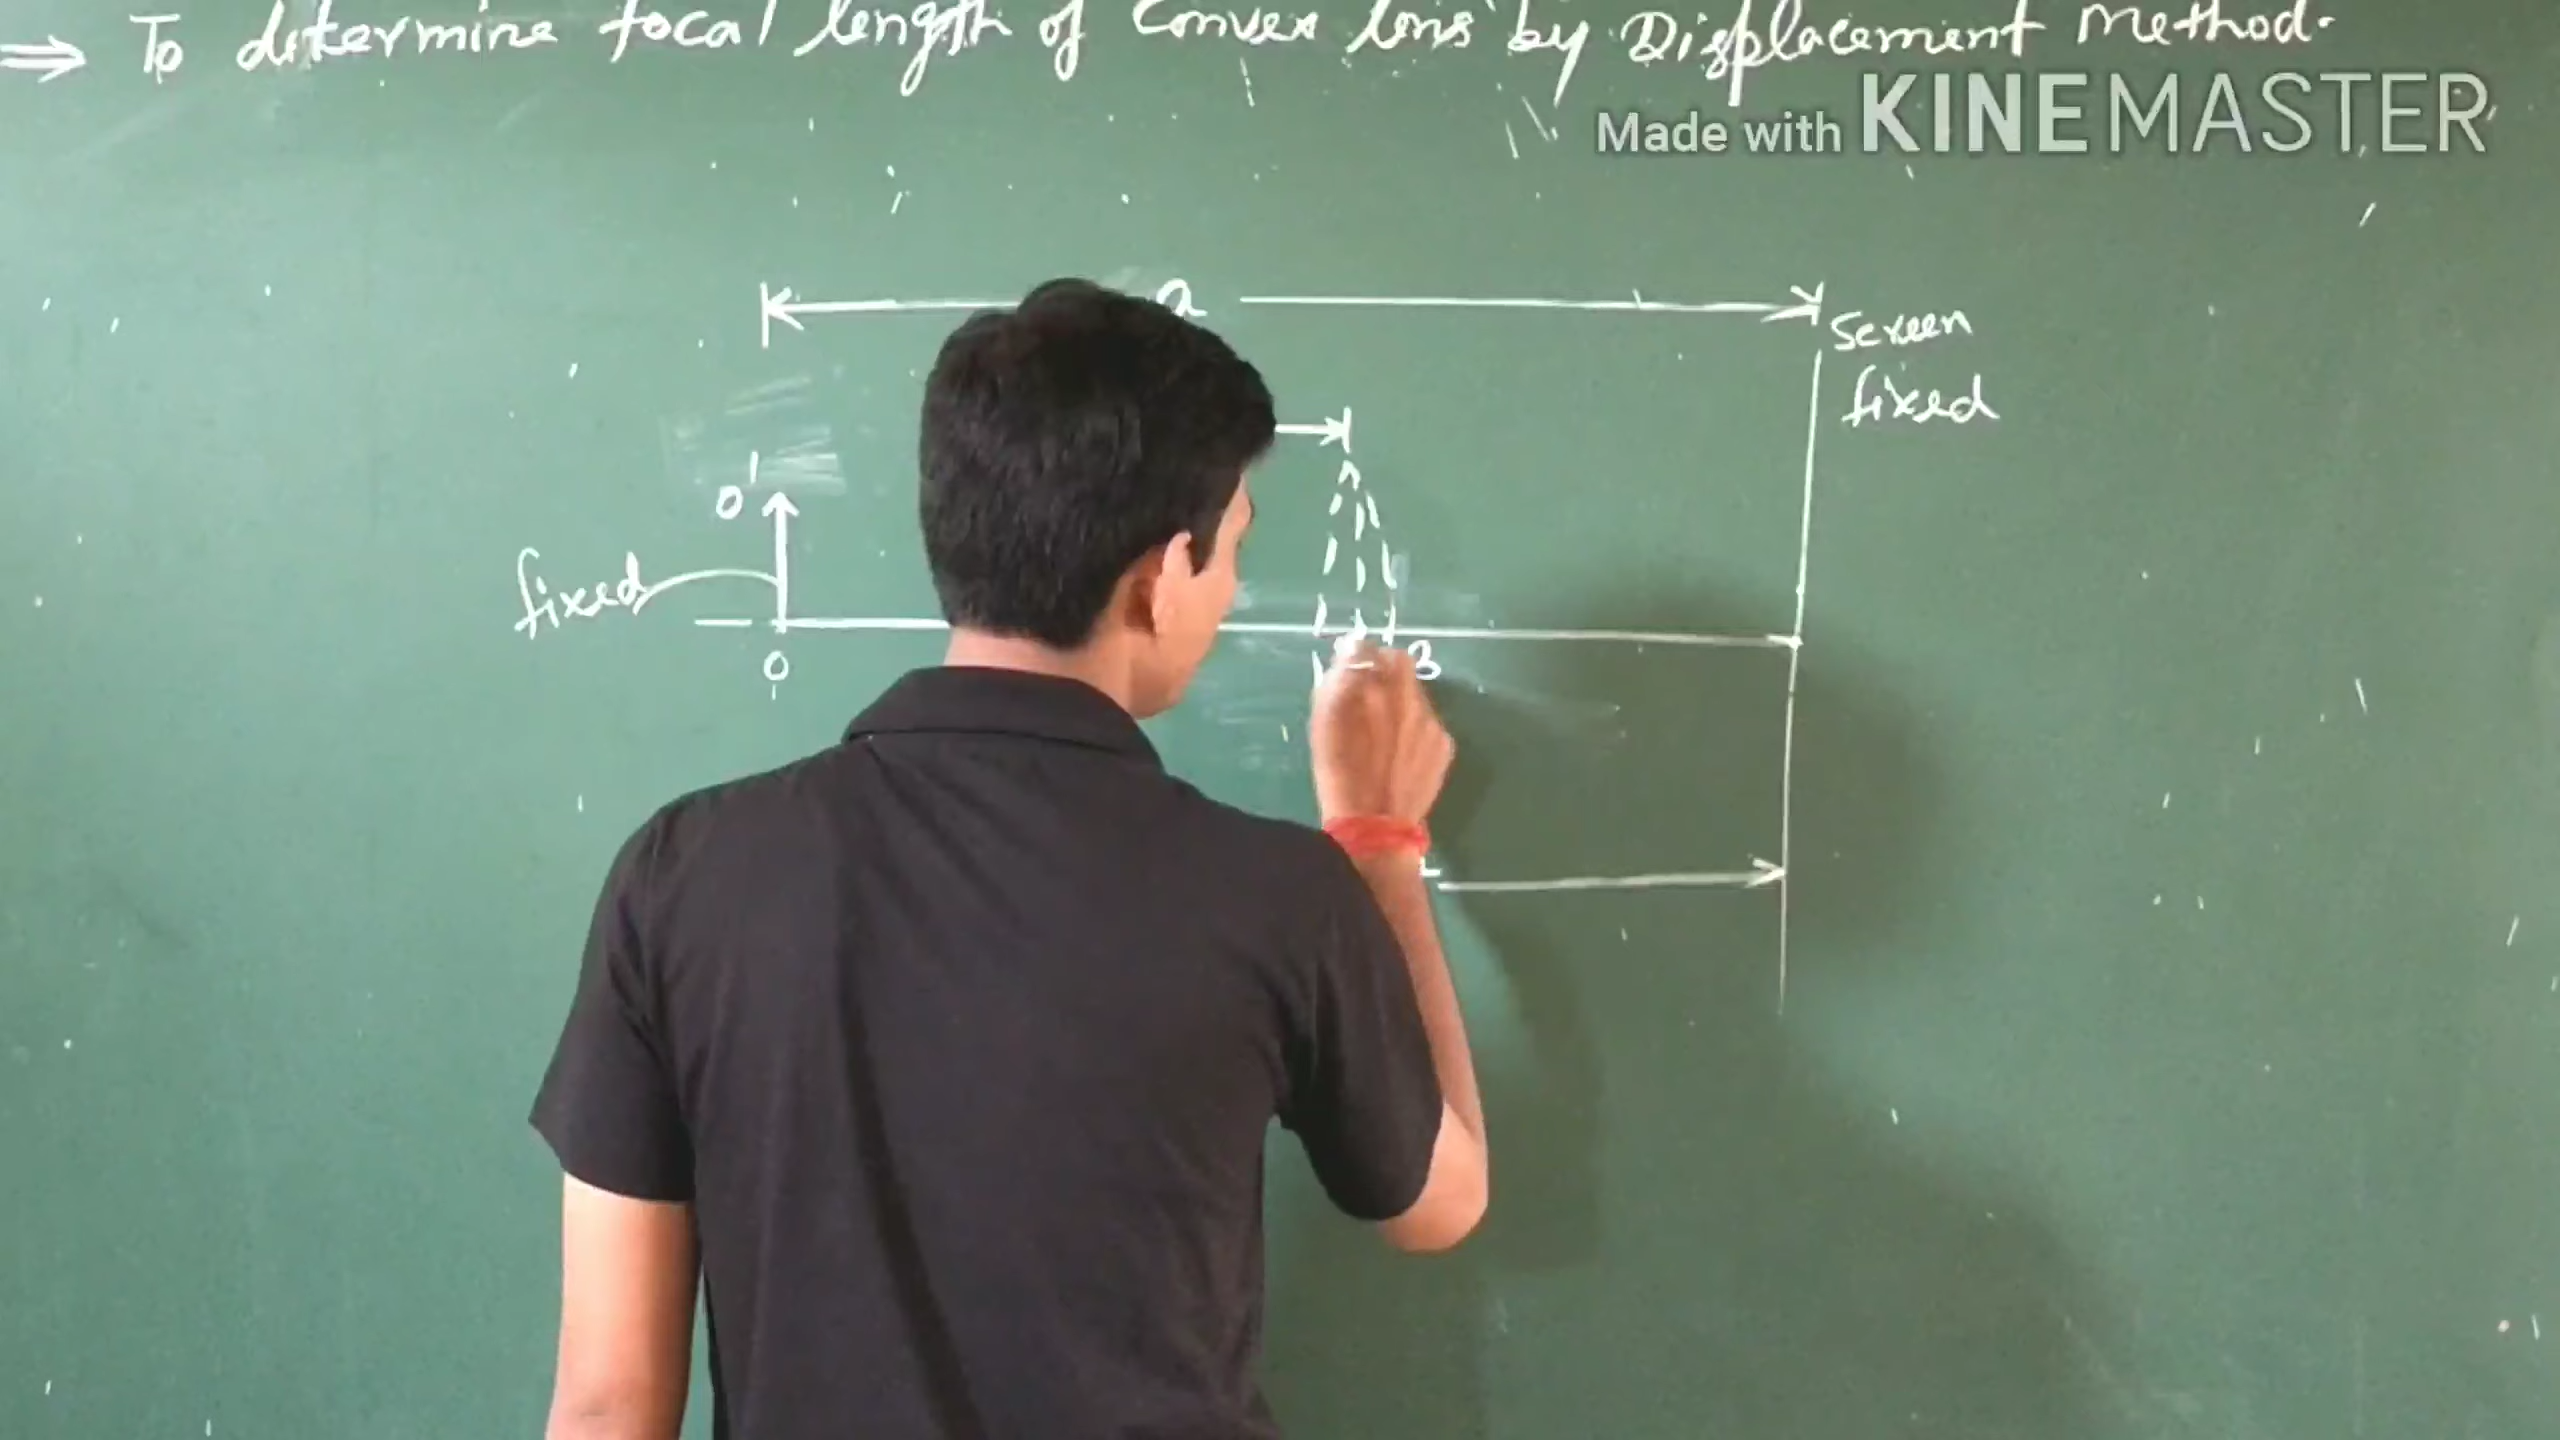 ⇒ To determine focal length of Convex lens by Displacement Method.
Made with KINEMASTER
a
Screen
fixed
O'
fixed
O
B